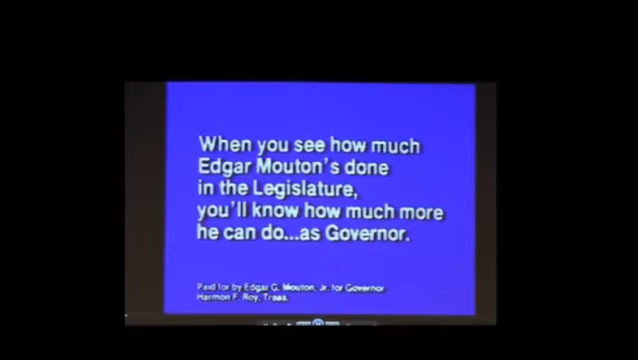 When you see how much
Edgar Mouton's done
in the Legislature,
you'll know how much more
he can do...as Governor.
Paid for by Edgar G. Mouton, Jr. for Governor
Harmon F. Roy, Treas.